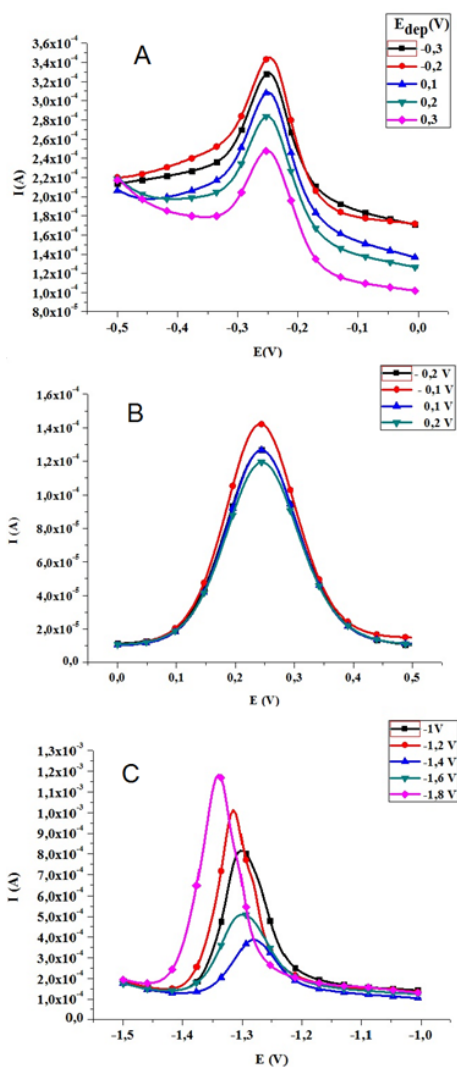 A
E_dep(V)
-0,3
-0,2
0,1
0,2
0,3
3,6x10⁻⁴
3,4x10⁻⁴
3,2x10⁻⁴
3,0x10⁻⁴
2,8x10⁻⁴
2,6x10⁻⁴
2,4x10⁻⁴
2,2x10⁻⁴
2,0x10⁻⁴
1,8x10⁻⁴
1,6x10⁻⁴
1,4x10⁻⁴
1,2x10⁻⁴
1,0x10⁻⁴
8,0x10⁻⁵
I (A)
-0,5 -0,4 -0,3 -0,2 -0,1 0,0
E(V)
B
- 0,2 V
- 0,1 V
0,1 V
0,2 V
1,6x10⁻⁴
1,4x10⁻⁴
1,2x10⁻⁴
1,0x10⁻⁴
8,0x10⁻⁵
6,0x10⁻⁵
4,0x10⁻⁵
2,0x10⁻⁵
0,0
I (A)
0,0 0,1 0,2 0,3 0,4 0,5
E (V)
C
-1V
-1,2 V
-1,4 V
-1,6 V
-1,8 V
1,3x10⁻³
1,2x10⁻³
1,1x10⁻³
1,0x10⁻³
9,0x10⁻⁴
8,0x10⁻⁴
7,0x10⁻⁴
6,0x10⁻⁴
5,0x10⁻⁴
4,0x10⁻⁴
3,0x10⁻⁴
2,0x10⁻⁴
1,0x10⁻⁴
0,0
I (A)
-1,5 -1,4 -1,3 -1,2 -1,1 -1,0
E (V)